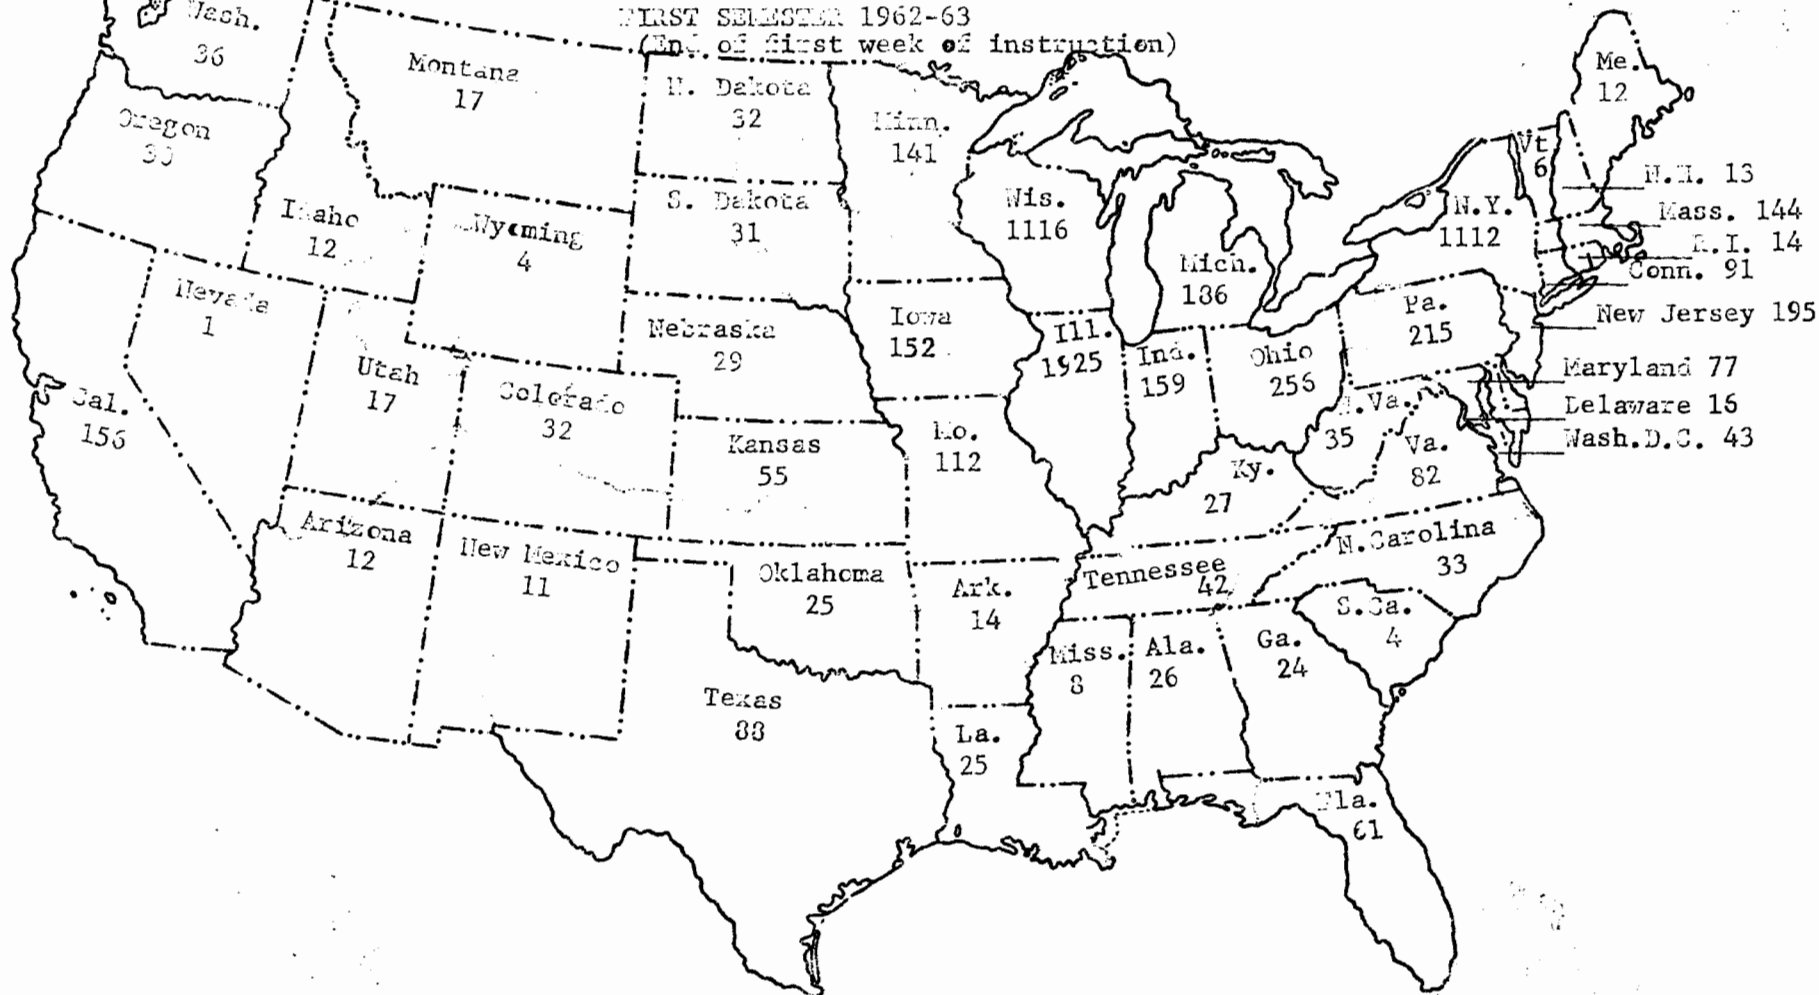 FIRST SEMESTER 1962-63
(End of first week of instruction)
Wash.
36
Montana
17
N. Dakota
32
Minn.
141
Me.
12
Oregon
Vt
6
N.H. 13
Idaho
12
Wyoming
4
S. Dakota
31
Wis.
1116
N.Y.
1112
Mass. 144
R.I. 14
Conn. 91
Mich.
186
Nevada
1
Nebraska
29
Iowa
152
Ill.
1925
Ind.
159
Ohio
256
Pa.
215
New Jersey 195
Utah
17
Colorado
32
Maryland 77
Delaware 16
Wash.D.C. 43
Cal.
156
Kansas
55
Mo.
112
Ky.
27
W.Va.
35
Va.
82
Arizona
12
New Mexico
11
Oklahoma
25
Ark.
14
Tennessee
42
N.Carolina
33
S.Ca.
4
Miss.
8
Ala.
26
Ga.
24
Texas
88
La.
25
Fla.
61